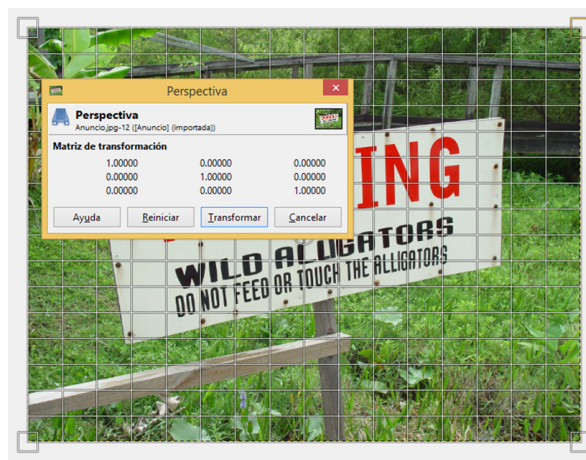 Perspectiva
Perspectiva
Anuncio.jpg-12 ([Anuncio] (importada))
Matriz de transformación
1.00000 0.00000 0.00000
0.00000 1.00000 0.00000
0.00000 0.00000 1.00000
Ayuda Reiniciar Transformar Cancelar
ING
WILD ALLIGATORS
DO NOT FEED OR TOUCH THE ALLIGATORS